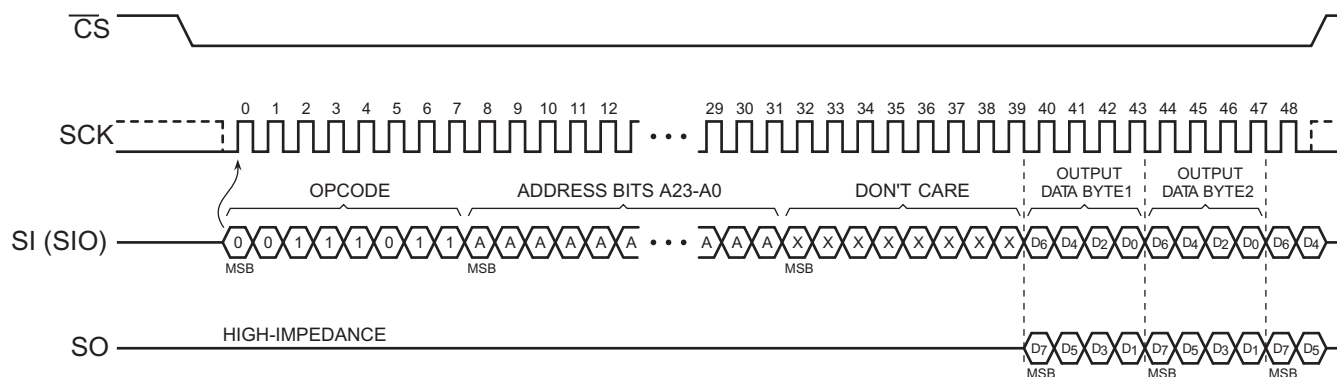 CS
0 1 2 3 4 5 6 7 8 9 10 11 12 29 30 31 32 33 34 35 36 37 38 39 40 41 42 43 44 45 46 47 48
SCK
OPCODE
ADDRESS BITS A23-A0
DON'T CARE
OUTPUT
DATA BYTE1
OUTPUT
DATA BYTE2
SI (SIO)
0 0 1 1 1 0 1 1 A A A A A A A A A X X X X X X X X D6 D4 D2 D0 D6 D4 D2 D0 D6 D4
MSB MSB MSB
HIGH-IMPEDANCE
SO
D7 D5 D3 D1 D7 D5 D3 D1 D7 D5
MSB MSB MSB